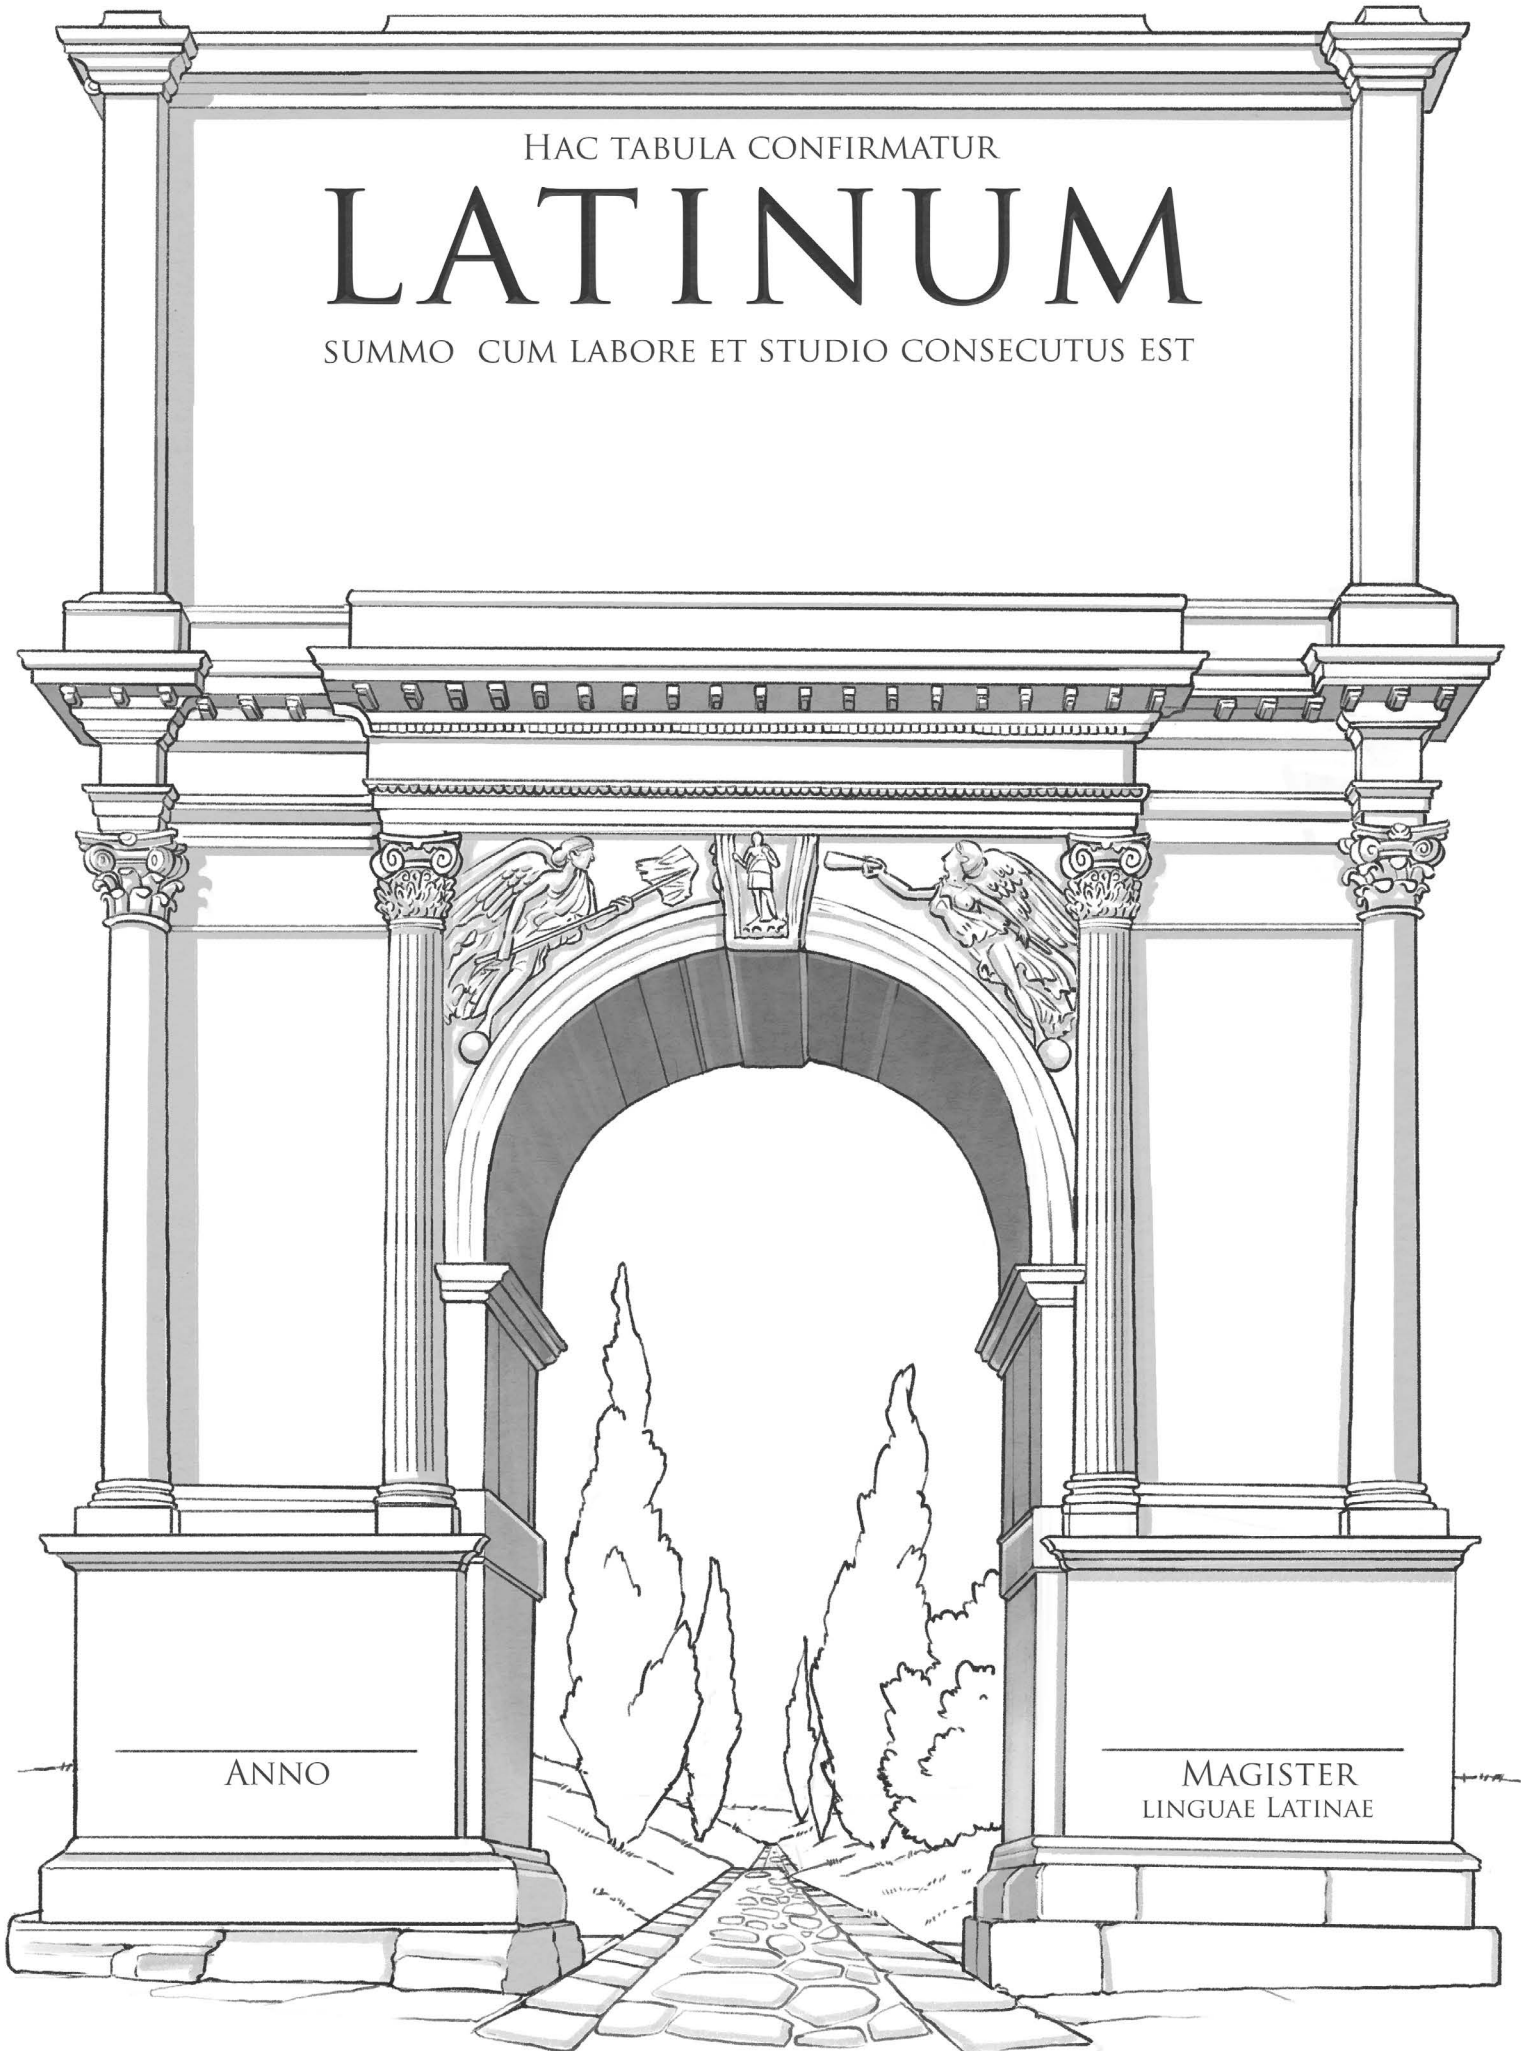 Hac tabula confirmatur
LATINUM
summo cum labore et studio consecutus est
Anno
Magister
linguae Latinae